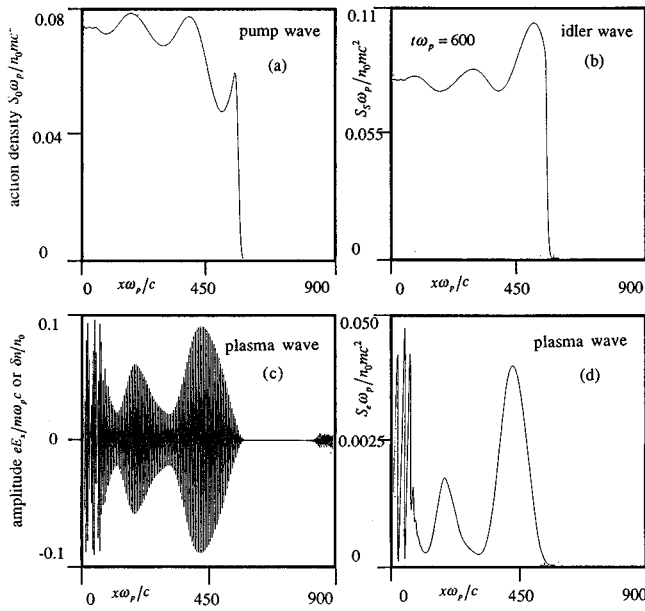 0.08
pump wave
(a)
action density S₀ωₚ/n₀mc
0.04
0
0 xωₚ/c 450 900
0.11
tωₚ = 600
idler wave
(b)
Sₛωₚ/n₀mc²
0.055
0
0 xωₚ/c 450 900
0.1
plasma wave
(c)
amplitude eEₓ/mωₚc or δn/n₀
0
-0.1
0 xωₚ/c 450 900
0.050
plasma wave
(d)
Sₑωₚ/n₀mc²
0.0025
0
0 xωₚ/c 450 900